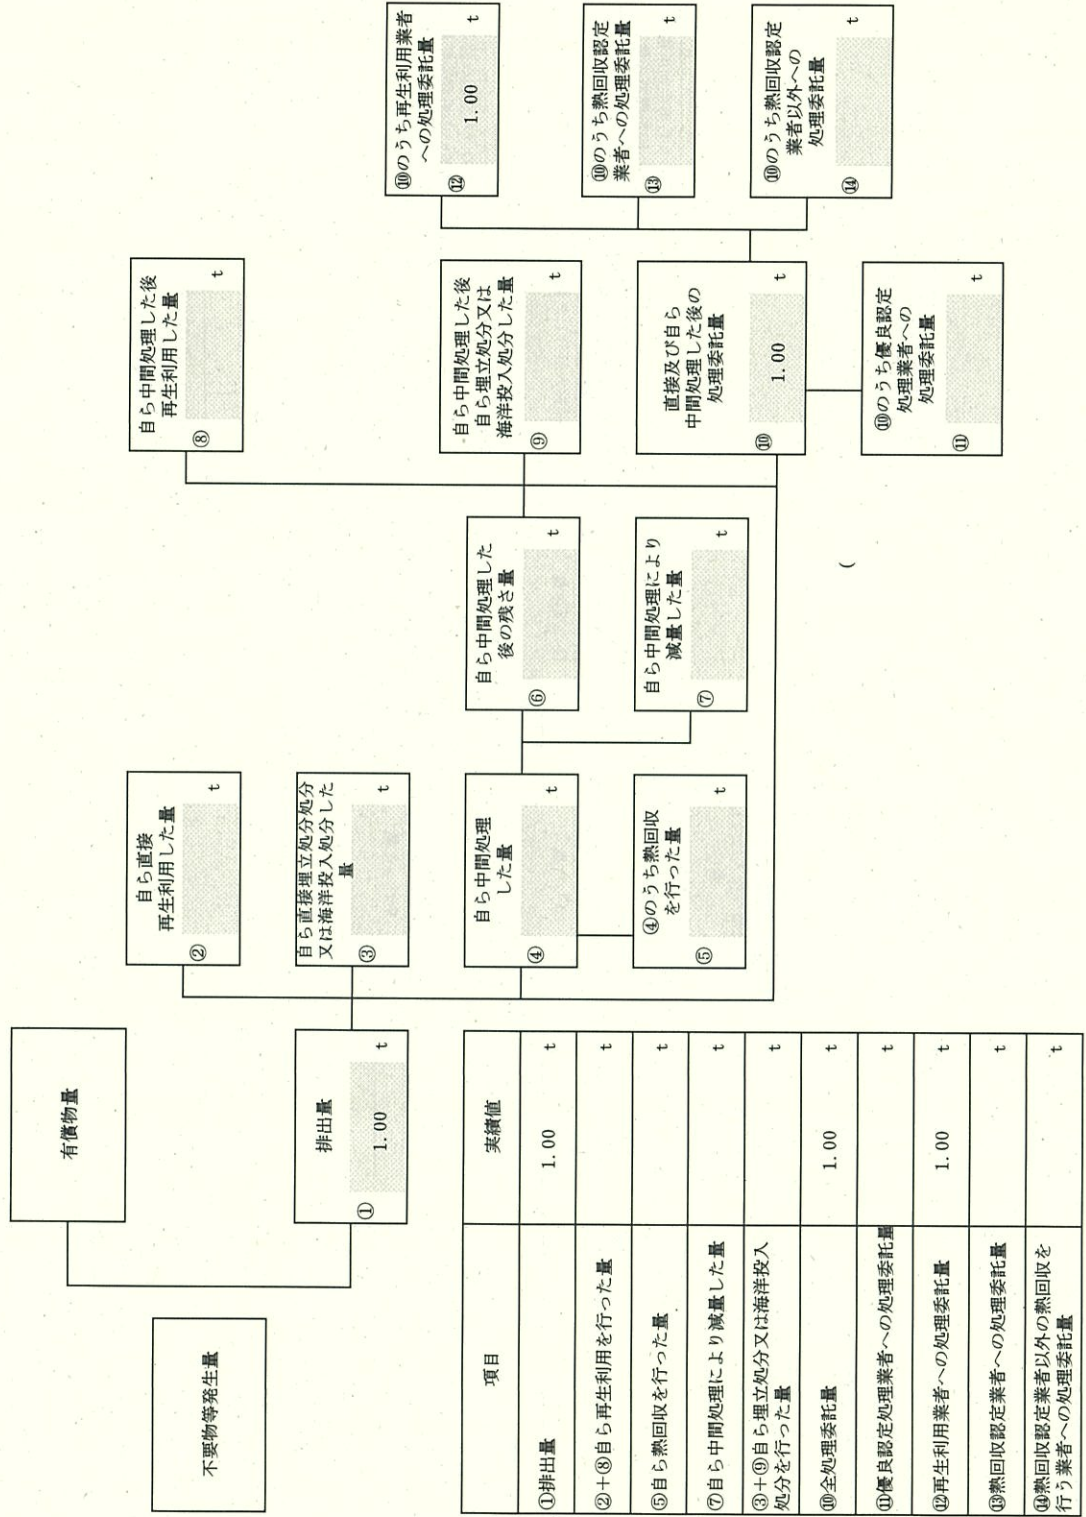 不要物等発生量
有償物量
排出量
① 1.00 t
自ら直接
再生利用した量
② t
自ら直接埋立処分処分
又は海洋投入処分した
量
③ t
自ら中間処理
した量
④ t
④のうち熱回収
を行った量
⑤ t
自ら中間処理した
後の残さ量
⑥ t
自ら中間処理により
減量した量
⑦ t
自ら中間処理した後
再生利用した量
⑧ t
自ら中間処理した後
自ら埋立処分又は
海洋投入処分した量
⑨ t
直接及び自ら
中間処理した後の
処理委託量
⑩ 1.00 t
⑩のうち優良認定
処理業者への
処理委託量
⑪ t
⑩のうち再生利用業者
への処理委託量
⑫ 1.00 t
⑩のうち熱回収認定
業者への処理委託量
⑬ t
⑩のうち熱回収認定
業者以外への
処理委託量
⑭ t
項目 実績値
①排出量 1.00 t
②+⑧自ら再生利用を行った量 t
⑤自ら熱回収を行った量 t
⑦自ら中間処理により減量した量 t
③+⑨自ら埋立処分又は海洋投入
処分を行った量 t
⑩全処理委託量 1.00 t
⑪優良認定処理業者への処理委託量 t
⑫再生利用業者への処理委託量 1.00 t
⑬熱回収認定業者への処理委託量 t
⑭熱回収認定業者以外の熱回収を
行う業者への処理委託量 t